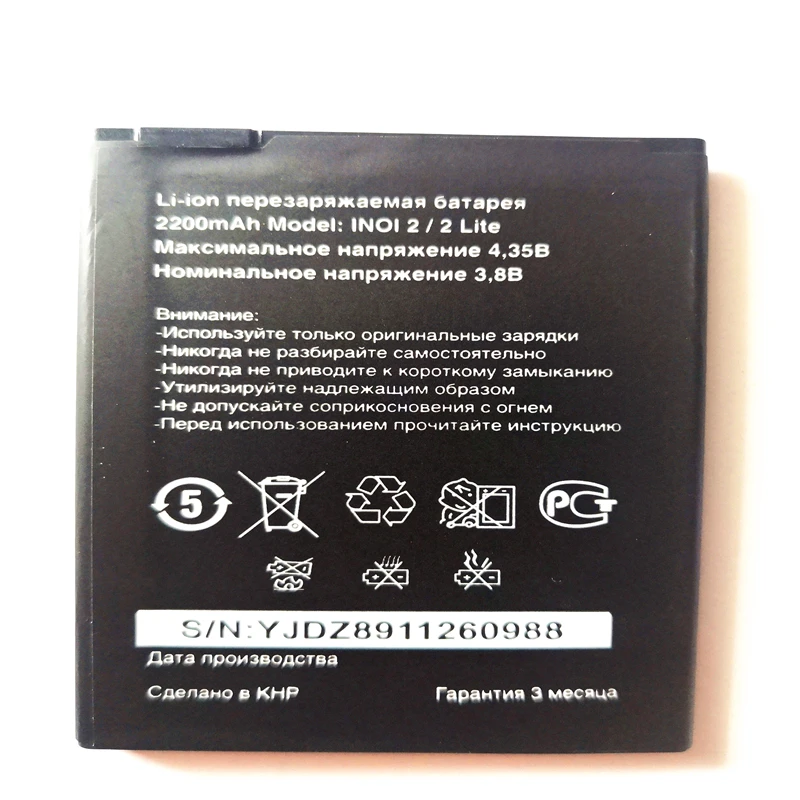 Li-ion перезаряжаемая батарея
2200mAh Model: INOI 2 / 2 Lite
Максимальное напряжение 4,35В
Номинальное напряжение 3,8В
Внимание:
-Используйте только оригинальные зарядки
-Никогда не разбирайте самостоятельно
-Никогда не приводите к короткому замыканию
-Утилизируйте надлежащим образом
-Не допускайте соприкосновения с огнем
-Перед использованием прочитайте инструкцию
5 РСТ
S/N:YJDZ8911260988
Дата производства
Сделано в КНР Гарантия 3 месяца